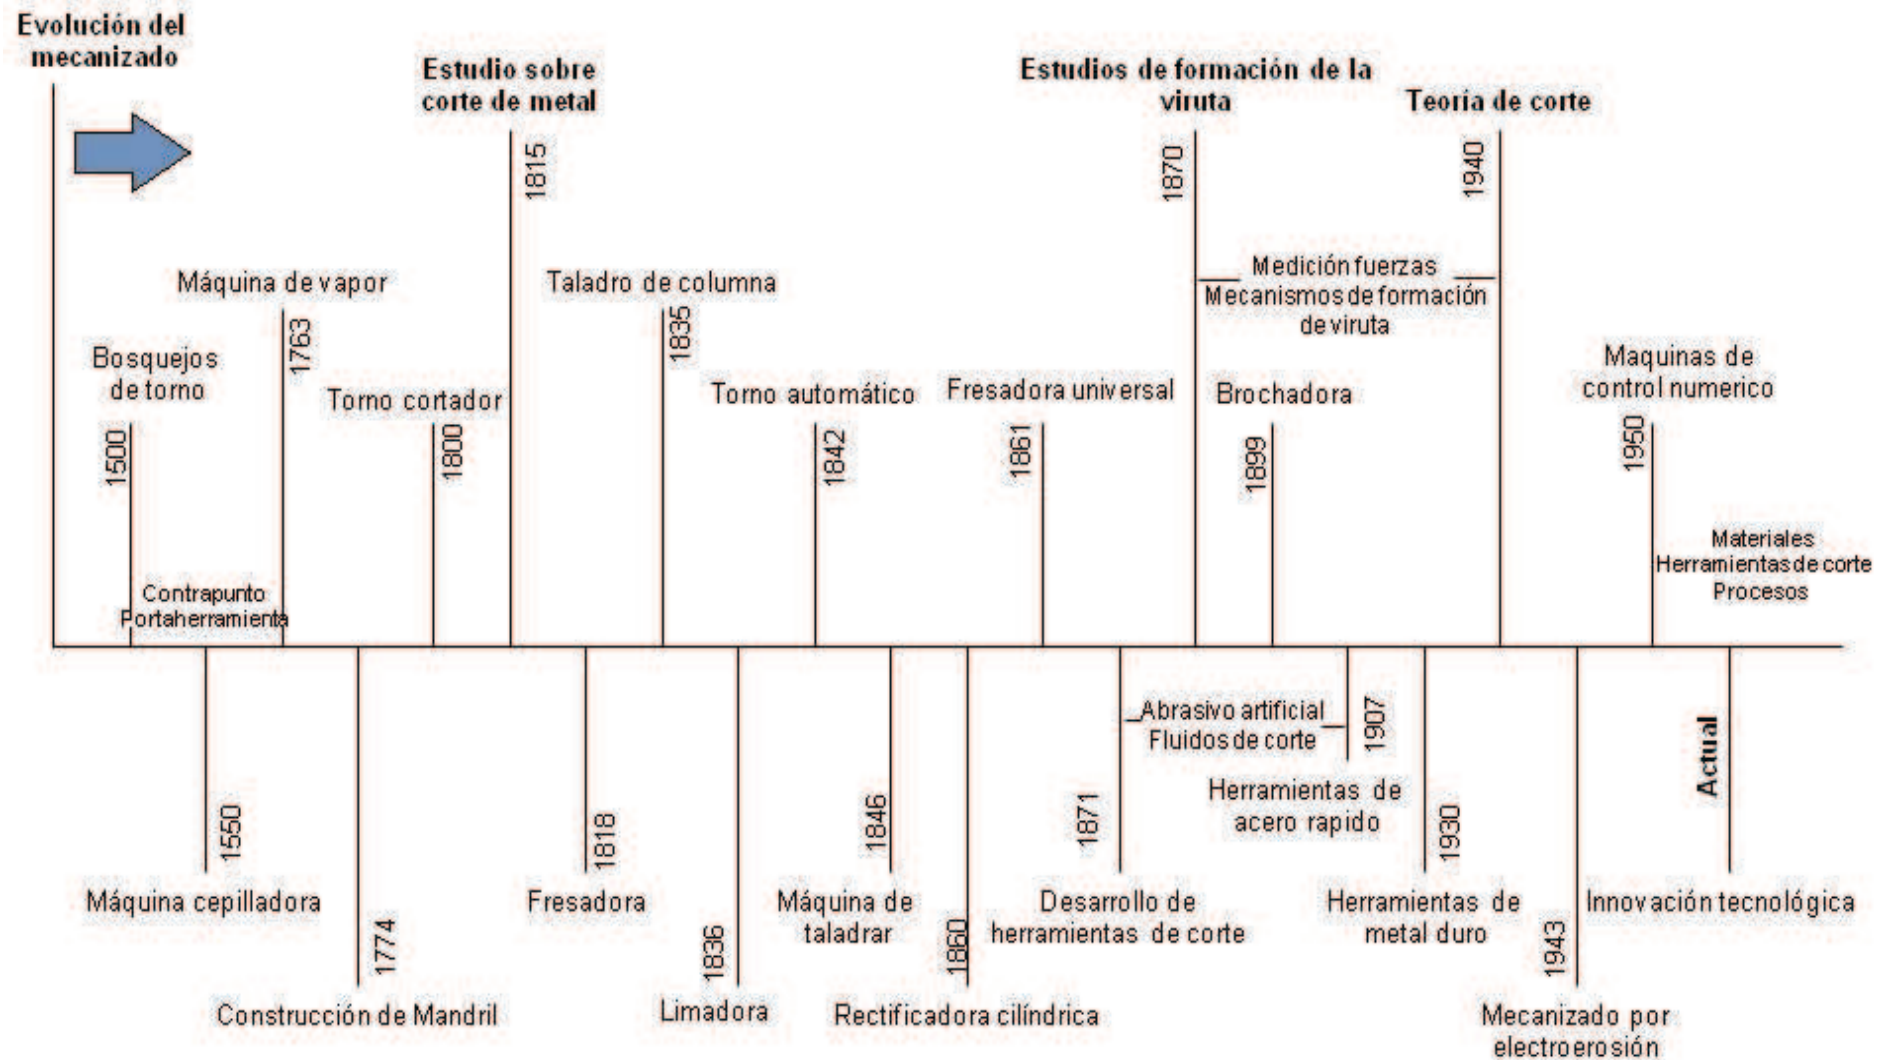 Evolución del
mecanizado
Estudio sobre
corte de metal
1815
Estudios de formación de la
viruta
1870
Teoría de corte
1940
Máquina de vapor
1763
Taladro de columna
1835
Medición fuerzas
Mecanismos de formación
de viruta
Bosquejos
de torno
1500
Torno cortador
1800
Torno automático
1842
Fresadora universal
1861
Brochadora
1899
Maquinas de
control numerico
1950
Contrapunto
Portaherramienta
Materiales
Herramientas de corte
Procesos
1550
Máquina cepilladora
1774
Construcción de Mandril
1818
Fresadora
1836
Limadora
1846
Máquina de
taladrar
1860
Rectificadora cilíndrica
1871
Desarrollo de
herramientas de corte
Abrasivo artificial
Fluidos de corte
1907
Herramientas de
acero rapido
1930
Herramientas de
metal duro
1943
Mecanizado por
electroerosión
Actual
Innovación tecnológica